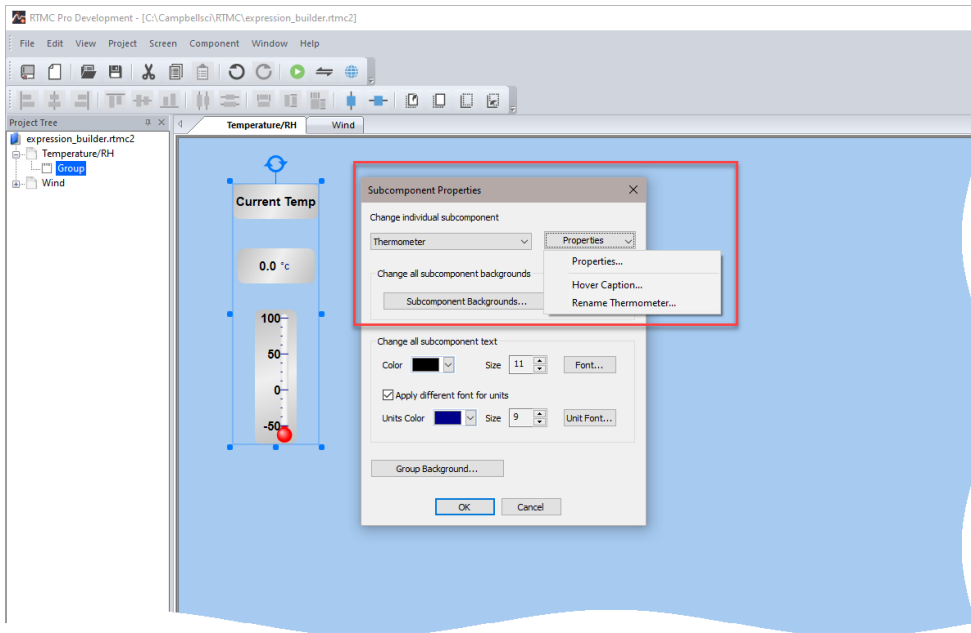 RTMC Pro Development - [C:\Campbellsci\RTMC\expression_builder.rtmc2]
File Edit View Project Screen Component Window Help
Project Tree
Temperature/RH Wind
expression_builder.rtmc2
Temperature/RH
Group
Wind
Current Temp
0.0 °c
100
50
0
-50
Subcomponent Properties
Change individual subcomponent
Thermometer Properties
Properties...
Hover Caption...
Rename Thermometer...
Change all subcomponent backgrounds
Subcomponent Backgrounds...
Change all subcomponent text
Color Size 11 Font...
Apply different font for units
Units Color Size 9 Unit Font...
Group Background...
OK Cancel